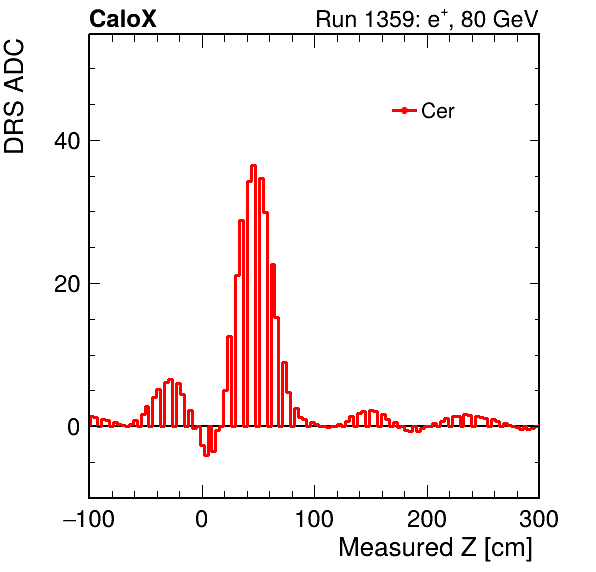 CaloX Run 1359: e⁺, 80 GeV
DRS ADC
Cer
40
20
0
−100 0 100 200 300
Measured Z [cm]